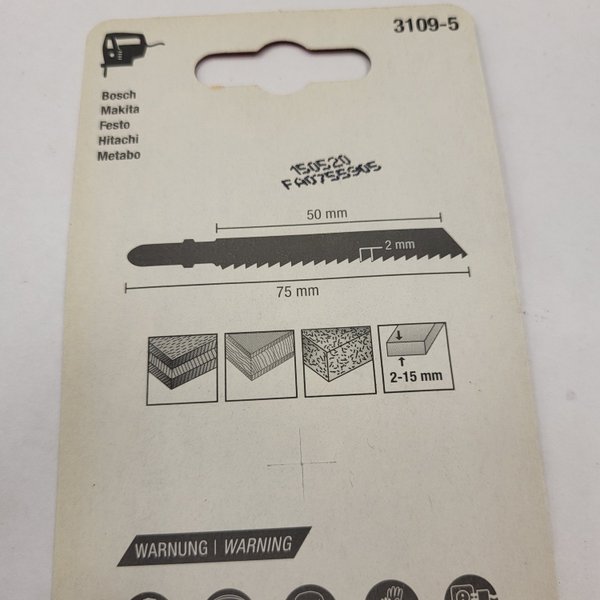 3109-5
Bosch
Makita
Festo
Hitachi
Metabo
150520
FA0755905
50 mm
2 mm
75 mm
2-15 mm
WARNUNG | WARNING